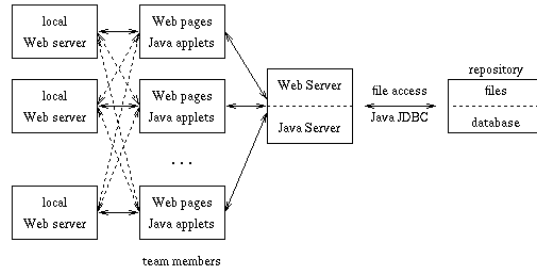 local
Web server
Web pages
Java applets
local
Web server
Web pages
Java applets
Web Server
Java Server
file access
Java JDBC
repository
files
database
...
local
Web server
Web pages
Java applets
team members